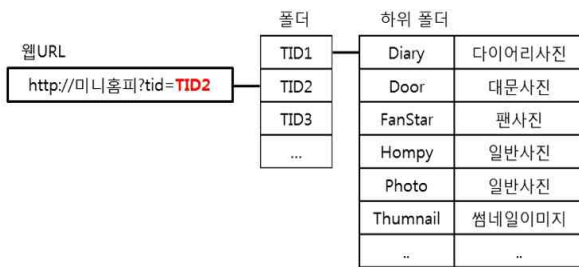 폴더
하위 폴더
웹URL
http://미니홈피?tid=TID2
TID1
TID2
TID3
...
Diary 다이어리사진
Door 대문사진
FanStar 팬사진
Hompy 일반사진
Photo 일반사진
Thumnail 썸네일이미지
.. ..